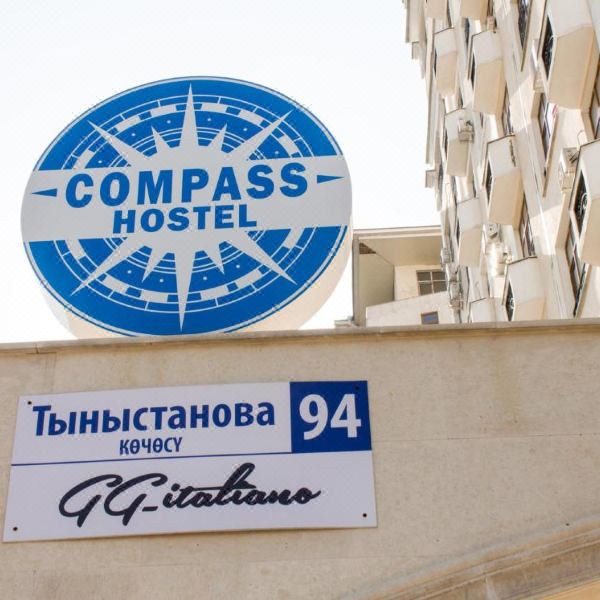 COMPASS
HOSTEL
Тыныстанова 94
көчөсү
GG-italiano